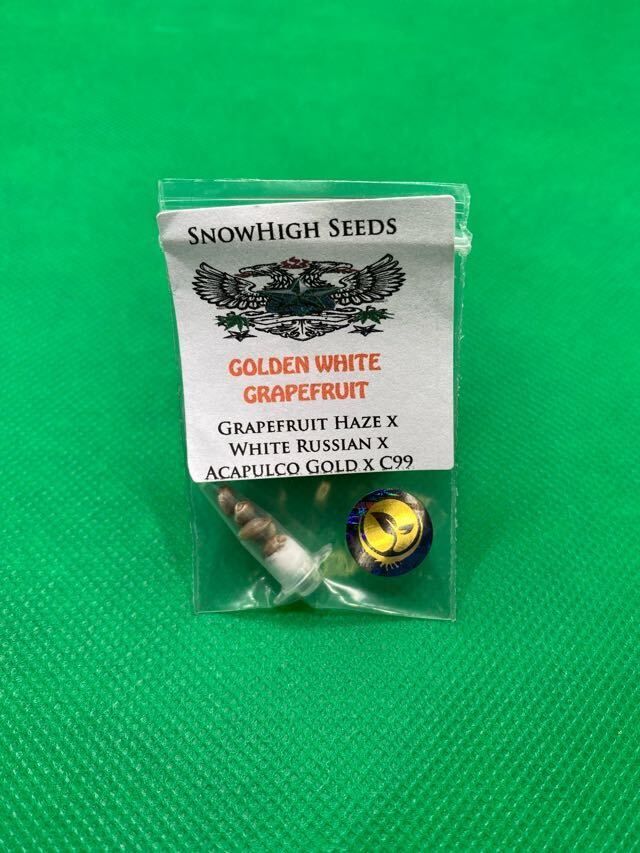 SNOWHIGH SEEDS
GOLDEN WHITE
GRAPEFRUIT
GRAPEFRUIT HAZE X
WHITE RUSSIAN X
ACAPULCO GOLD X C99